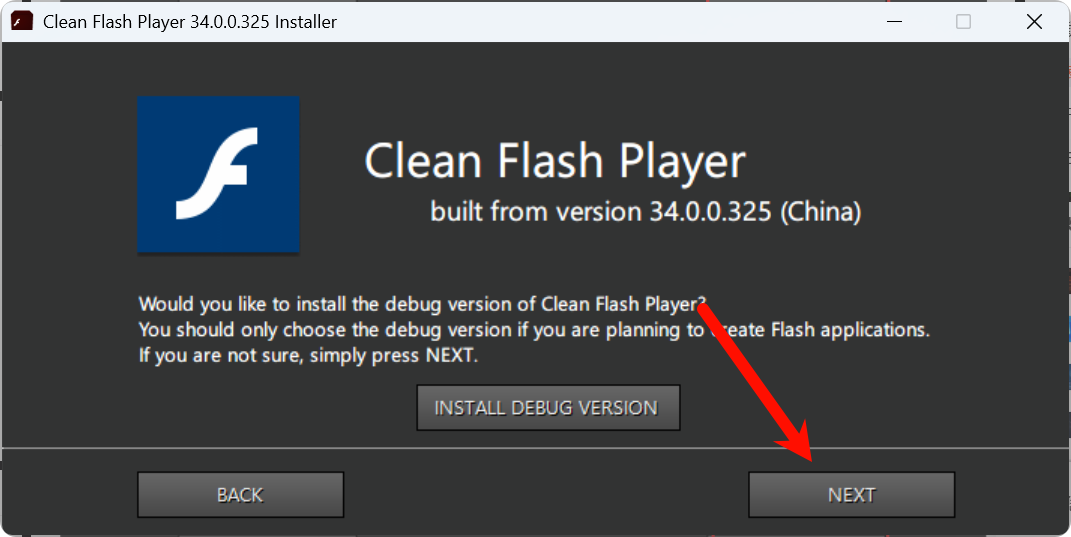 Clean Flash Player 34.0.0.325 Installer
Clean Flash Player
built from version 34.0.0.325 (China)
Would you like to install the debug version of Clean Flash Player?
You should only choose the debug version if you are planning to create Flash applications.
If you are not sure, simply press NEXT.
INSTALL DEBUG VERSION
BACK
NEXT